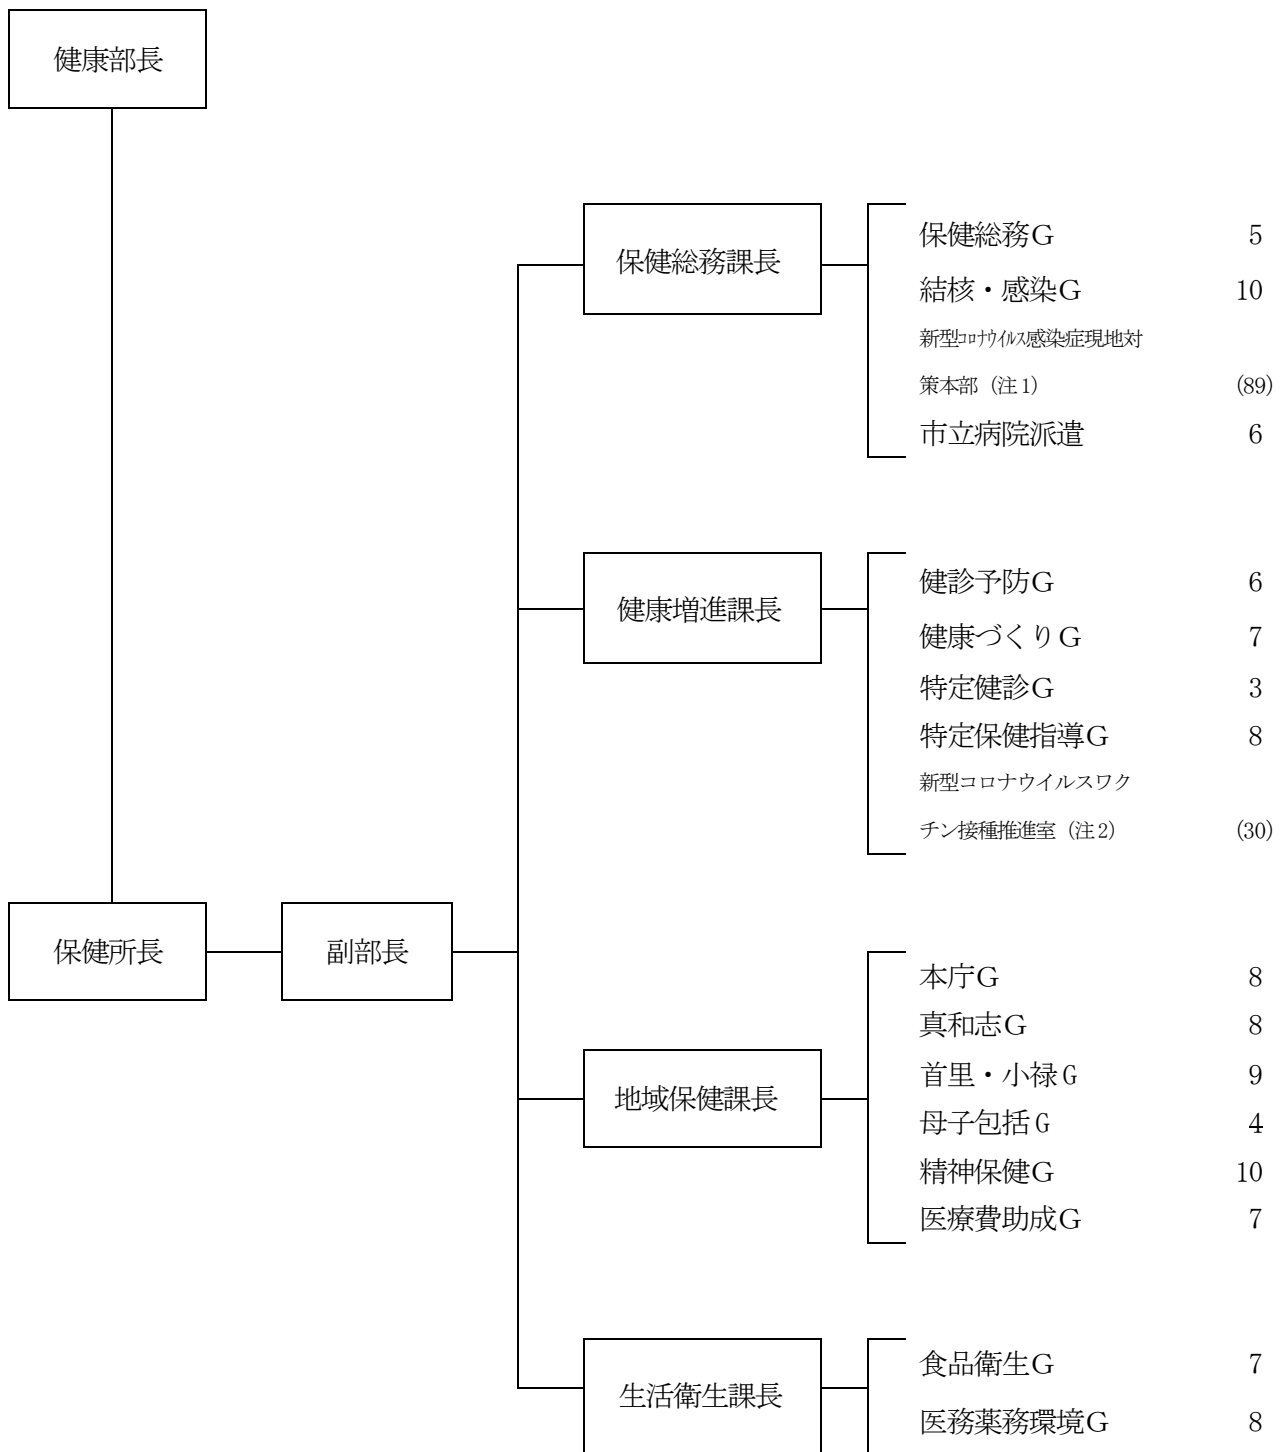 健康部長
保健総務課長
保健総務Ｇ 5
結核・感染Ｇ 10
新型ｺﾛﾅｳｲﾙｽ感染症現地対
策本部（注1） (89)
市立病院派遣 6
健康増進課長
健診予防Ｇ 6
健康づくりＧ 7
特定健診Ｇ 3
特定保健指導Ｇ 8
新型コロナウイルスワク
チン接種推進室（注2） (30)
保健所長
副部長
地域保健課長
本庁Ｇ 8
真和志Ｇ 8
首里・小禄G 9
母子包括G 4
精神保健Ｇ 10
医療費助成Ｇ 7
生活衛生課長
食品衛生Ｇ 7
医務薬務環境Ｇ 8